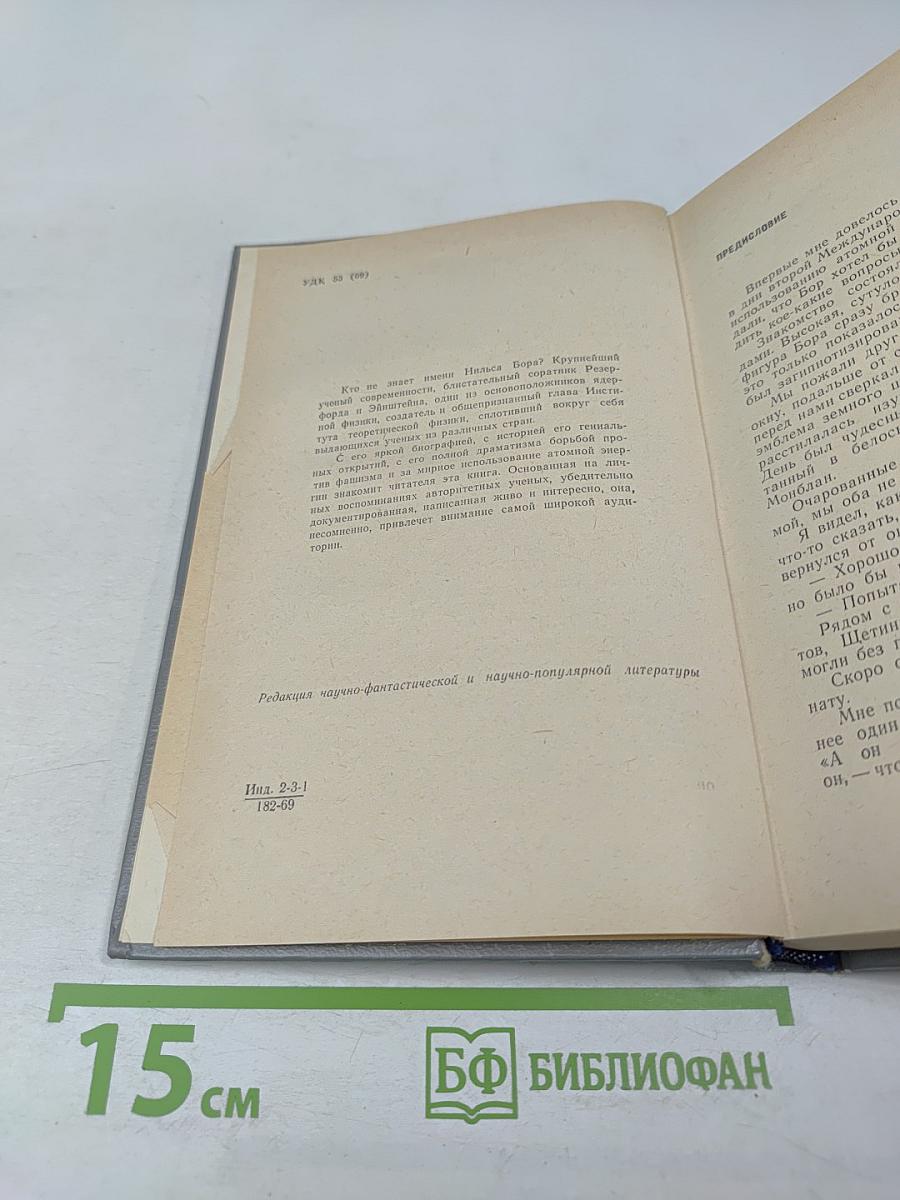 УДК 53 (09)
Кто не знает имени Нильса Бора? Крупнейший
ученый современности, блистательный соратник Резер-
форда и Эйнштейна, один из основоположников ядер-
ной физики, создатель и общепризнанный глава Инсти-
тута теоретической физики, сплотивший вокруг себя
выдающихся ученых из различных стран.
С его яркой биографией, с историей его гениаль-
ных открытий, с его полной драматизма борьбой про-
тив фашизма и за мирное использование атомной энер-
гии знакомит читателя эта книга. Основанная на лич-
ных воспоминаниях авторитетных ученых, убедительно
документированная, написанная живо и интересно, она,
несомненно, привлечет внимание самой широкой ауди-
тории.
Редакция научно-фантастической и научно-популярной литературы
Инд. 2-3-1
182-69
ПРЕДИСЛОВИЕ
Впервые мне довелось
в дни второй Междунаро
использованию атомной
дали, что Бор хотел бы
дить кое-какие вопросы
Знакомство состоял
дами. Высокая, сутуло
фигура Бора сразу бр
это только показалос
был загипнотизирован
Мы пожали друг
окну, подальше от с
перед нами сверкал
эмблема земного ш
расстилалась, изу
День был чудесны
танный в белос
Монблан.
Очарованные
мой, мы оба не
Я видел, как
что-то сказать,
вернулся от о
— Хорошо
но было бы
— Попыт
Рядом с
тов, Щетин
могли без п
Скоро с
нату.
Мне по
нее один
«А он
он, — что
15 см
БФ БИБЛИОФАН